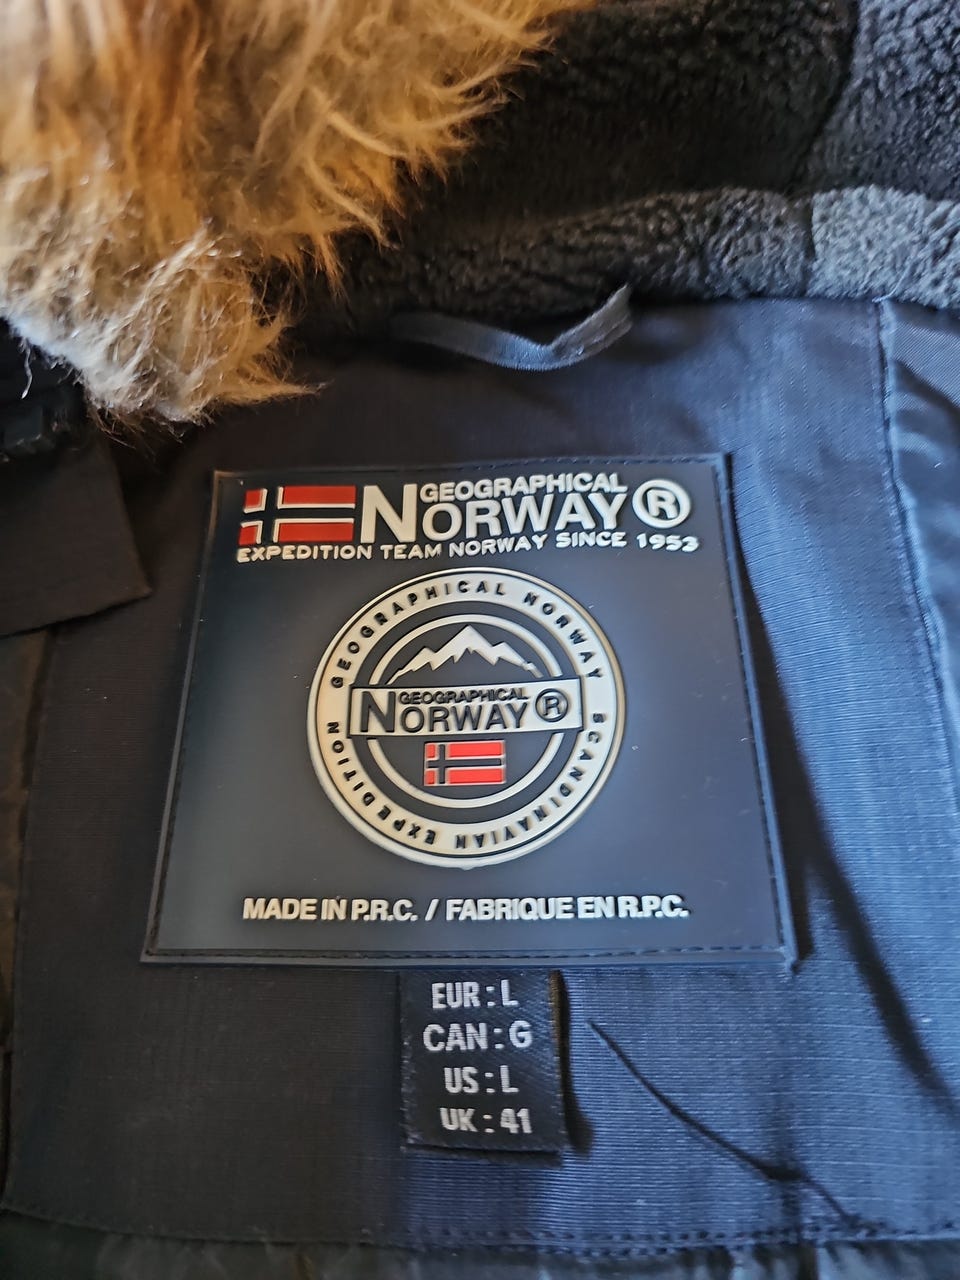 GEOGRAPHICAL
NORWAY®
EXPEDITION TEAM NORWAY SINCE 1953
GEOGRAPHICAL NORWAY
SCANDINAVIAN EXPEDITION
GEOGRAPHICAL
NORWAY®
MADE IN P.R.C. / FABRIQUE EN R.P.C.
EUR : L
CAN : G
US : L
UK : 41